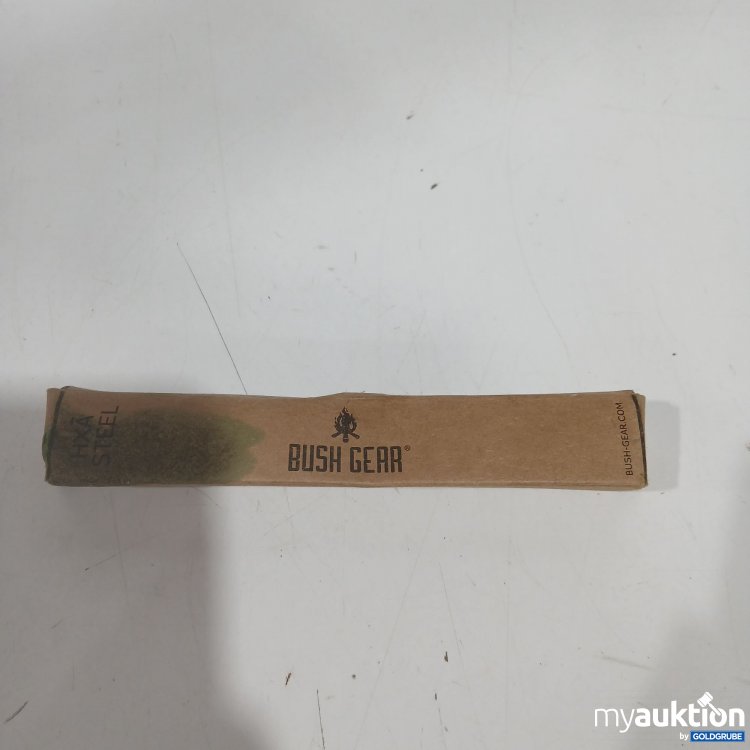 HXA
STEEL
BUSH GEAR®
BUSH-GEAR.COM
myauktion
by GOLDGRUBE